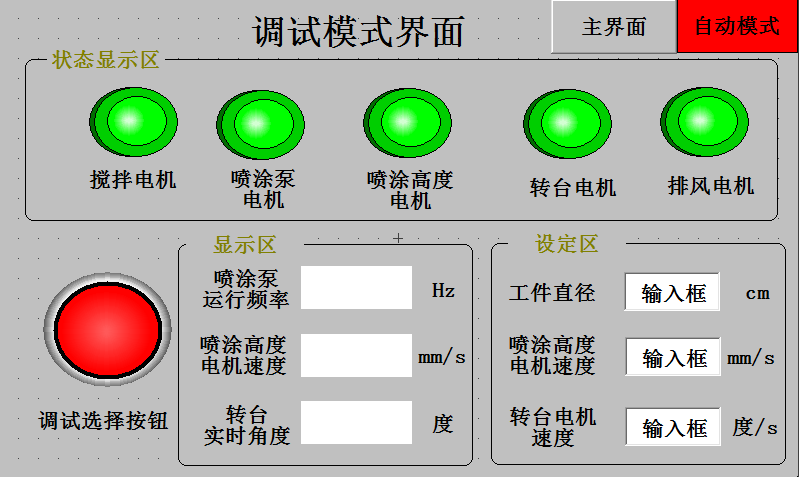 调试模式界面
主界面
自动模式
状态显示区
搅拌电机
喷涂泵
电机
喷涂高度
电机
转台电机
排风电机
显示区
喷涂泵
运行频率
Hz
喷涂高度
电机速度
mm/s
转台
实时角度
度
设定区
工件直径
输入框
cm
喷涂高度
电机速度
输入框
mm/s
转台电机
速度
输入框
度/s
调试选择按钮